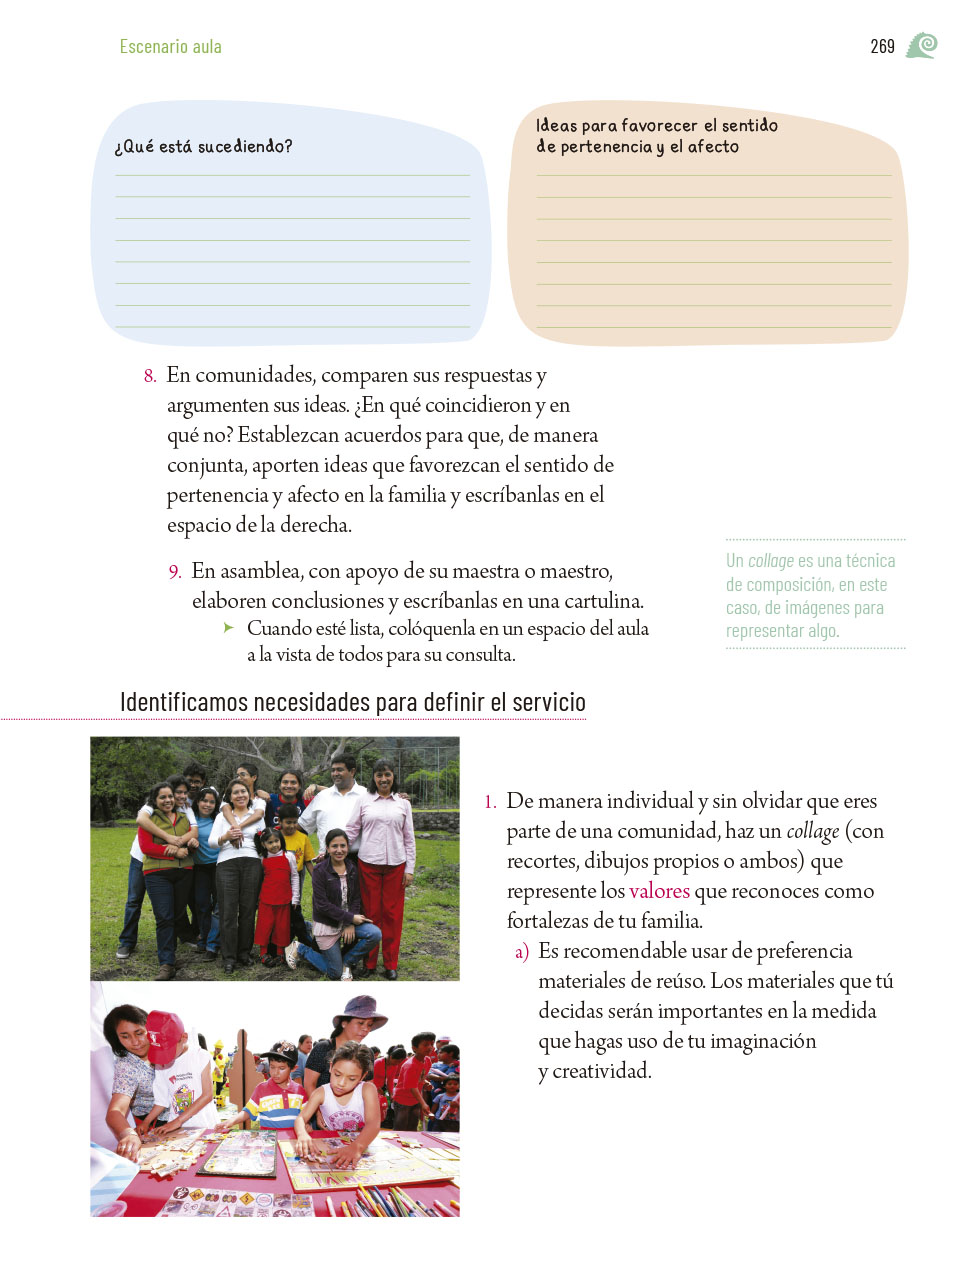 Escenario aula
269
¿Qué está sucediendo?
Ideas para favorecer el sentido
de pertenencia y el afecto
8. En comunidades, comparen sus respuestas y
argumenten sus ideas. ¿En qué coincidieron y en
qué no? Establezcan acuerdos para que, de manera
conjunta, aporten ideas que favorezcan el sentido de
pertenencia y afecto en la familia y escríbanlas en el
espacio de la derecha.
9. En asamblea, con apoyo de su maestra o maestro,
elaboren conclusiones y escríbanlas en una cartulina.
➤ Cuando esté lista, colóquenla en un espacio del aula
a la vista de todos para su consulta.
Un collage es una técnica
de composición, en este
caso, de imágenes para
representar algo.
Identificamos necesidades para definir el servicio
1. De manera individual y sin olvidar que eres
parte de una comunidad, haz un collage (con
recortes, dibujos propios o ambos) que
represente los valores que reconoces como
fortalezas de tu familia.
a) Es recomendable usar de preferencia
materiales de reúso. Los materiales que tú
decidas serán importantes en la medida
que hagas uso de tu imaginación
y creatividad.